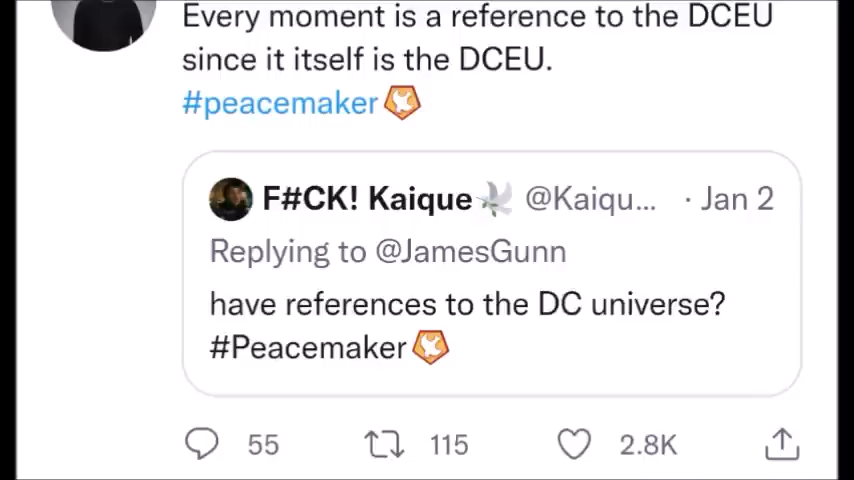 Every moment is a reference to the DCEU
since it itself is the DCEU.
#peacemaker
F#CK! Kaique @Kaiqu... · Jan 2
Replying to @JamesGunn
have references to the DC universe?
#Peacemaker
55 115 2.8K